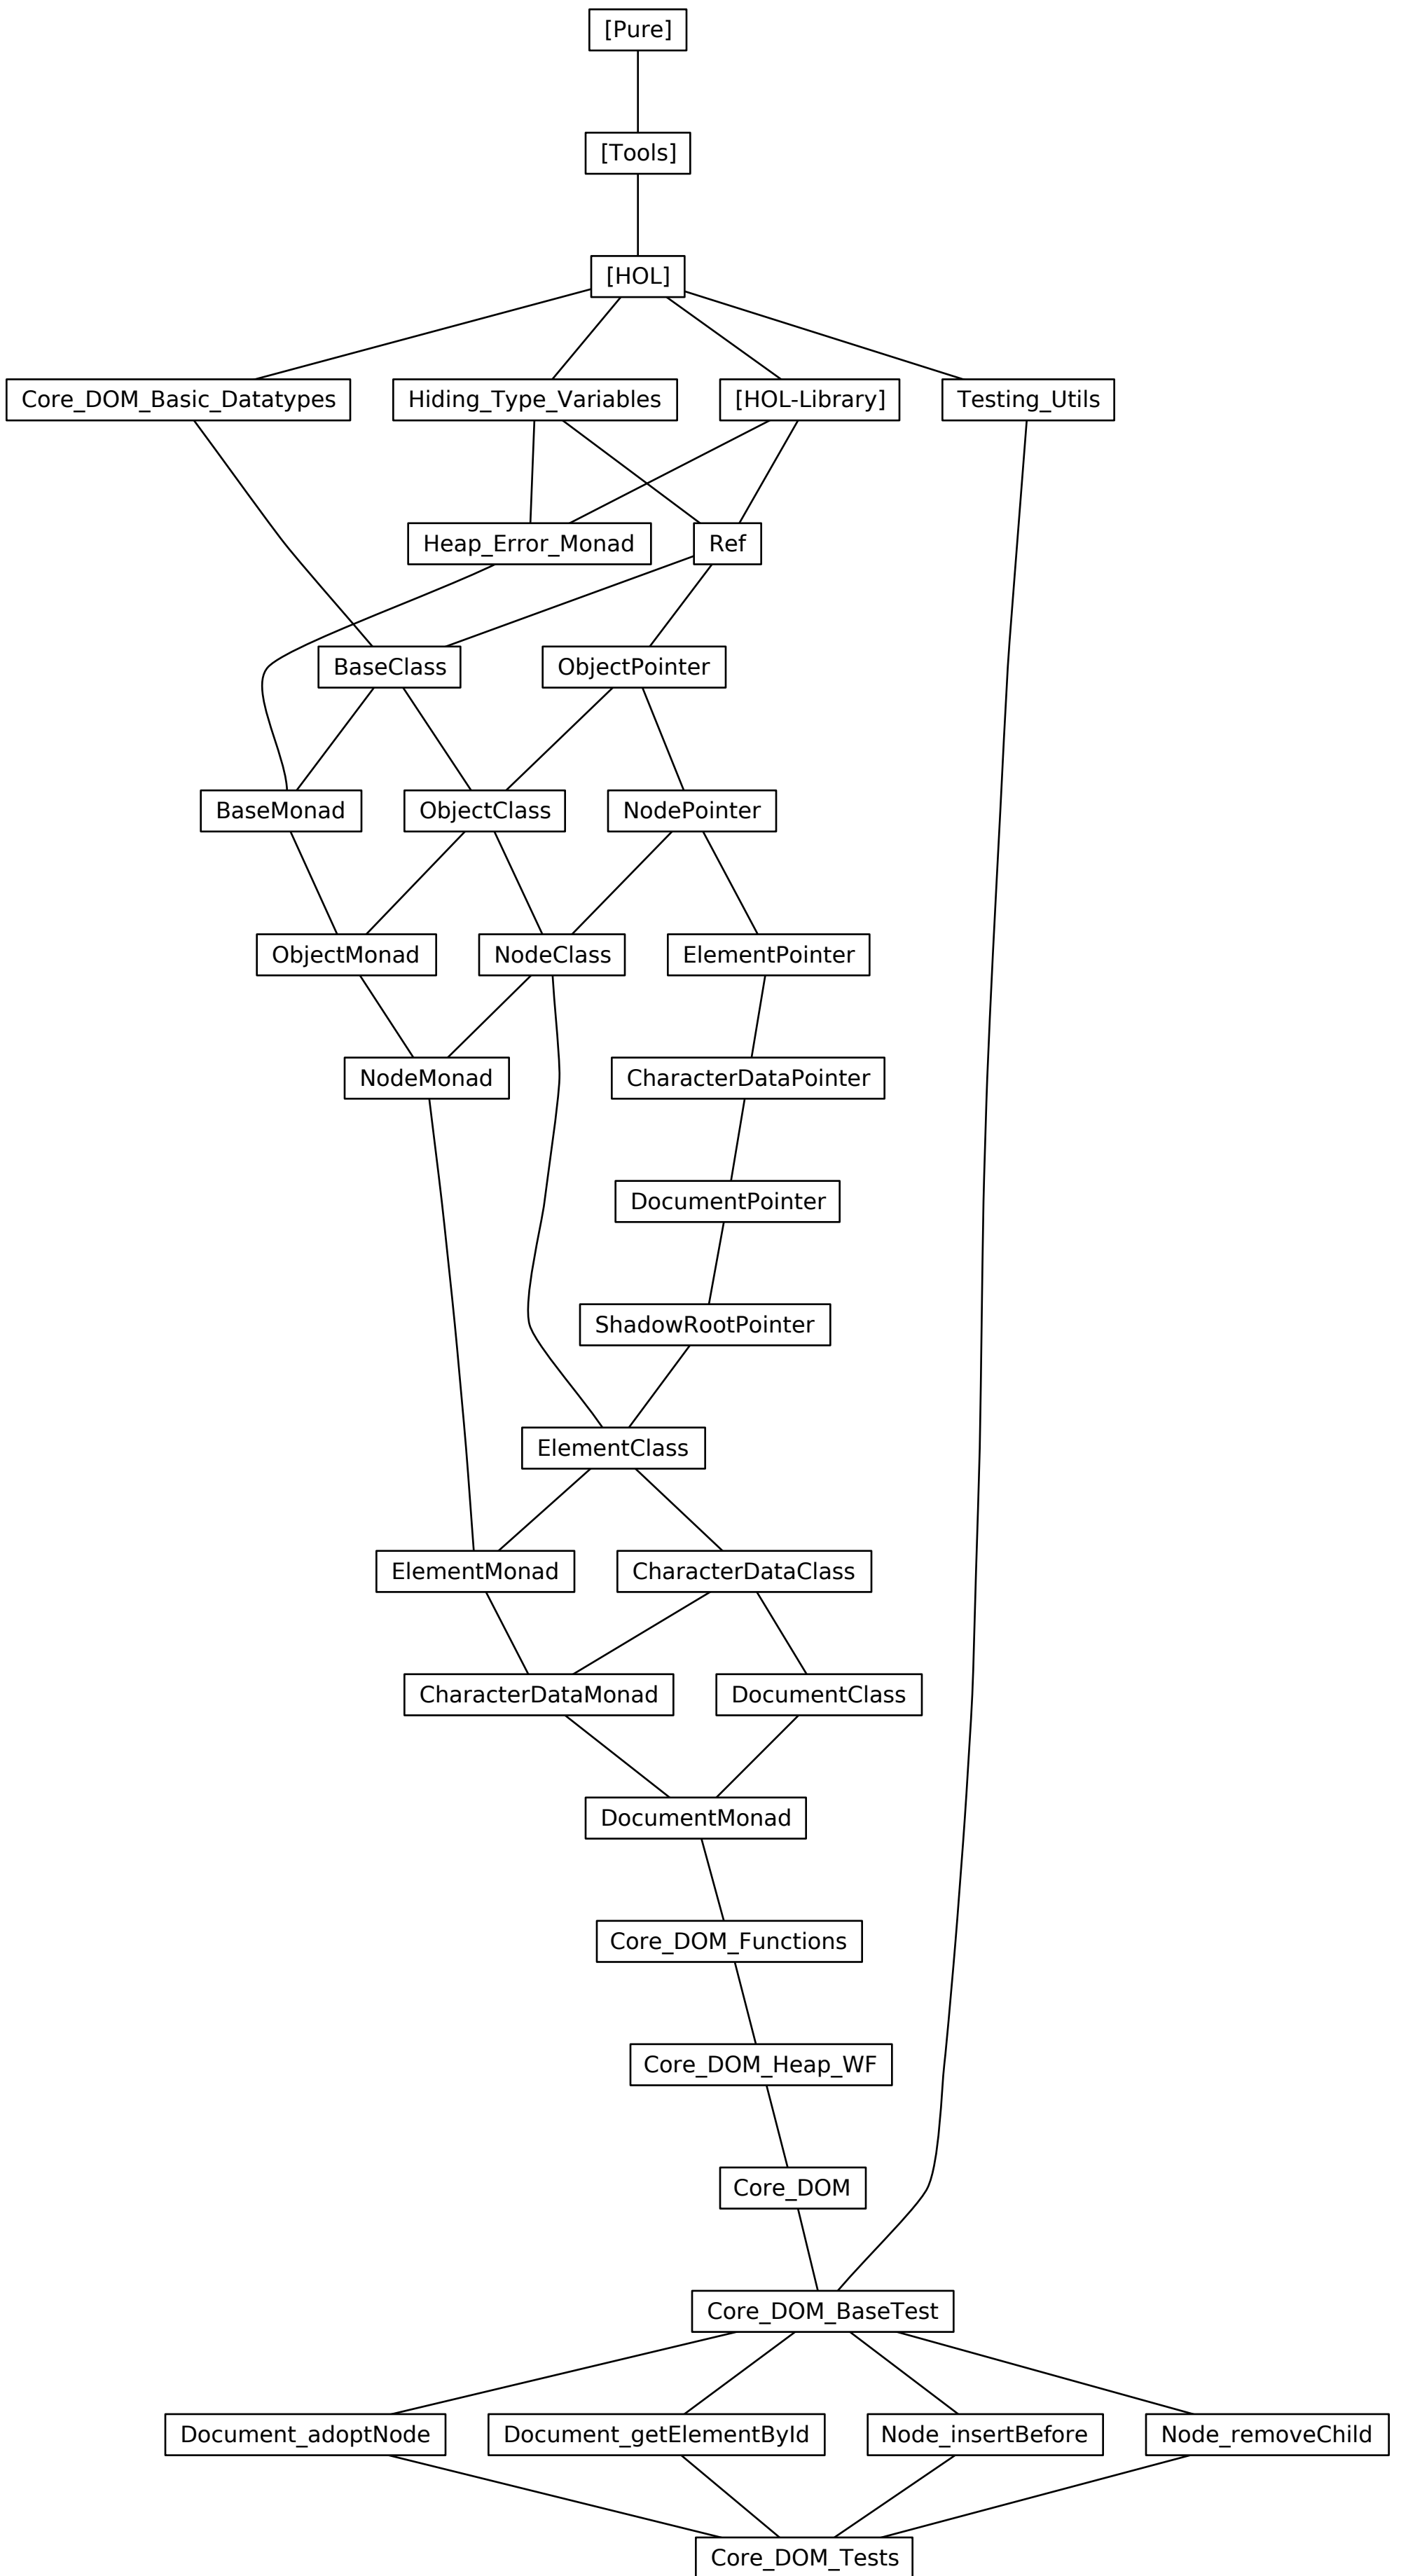 [Pure]
[Tools]
[HOL]
Core_DOM_Basic_Datatypes
Hiding_Type_Variables
[HOL-Library]
Testing_Utils
Heap_Error_Monad
Ref
BaseClass
ObjectPointer
BaseMonad
ObjectClass
NodePointer
ObjectMonad
NodeClass
ElementPointer
NodeMonad
CharacterDataPointer
DocumentPointer
ShadowRootPointer
ElementClass
ElementMonad
CharacterDataClass
CharacterDataMonad
DocumentClass
DocumentMonad
Core_DOM_Functions
Core_DOM_Heap_WF
Core_DOM
Core_DOM_BaseTest
Document_adoptNode
Document_getElementById
Node_insertBefore
Node_removeChild
Core_DOM_Tests